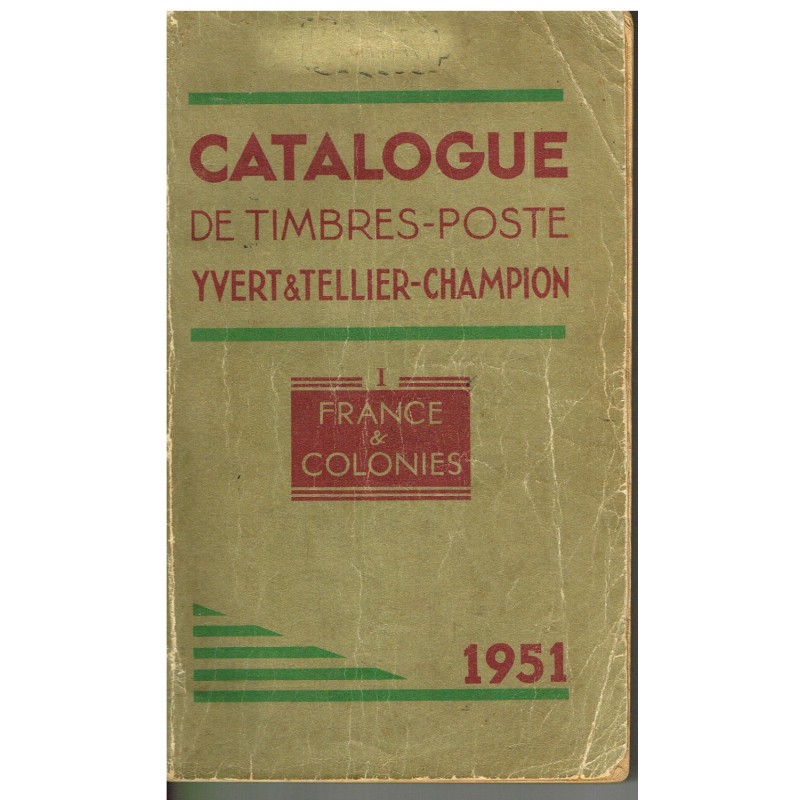 CATALOGUE
DE TIMBRES-POSTE
YVERT&TELLIER-CHAMPION
I
FRANCE
&
COLONIES
1951